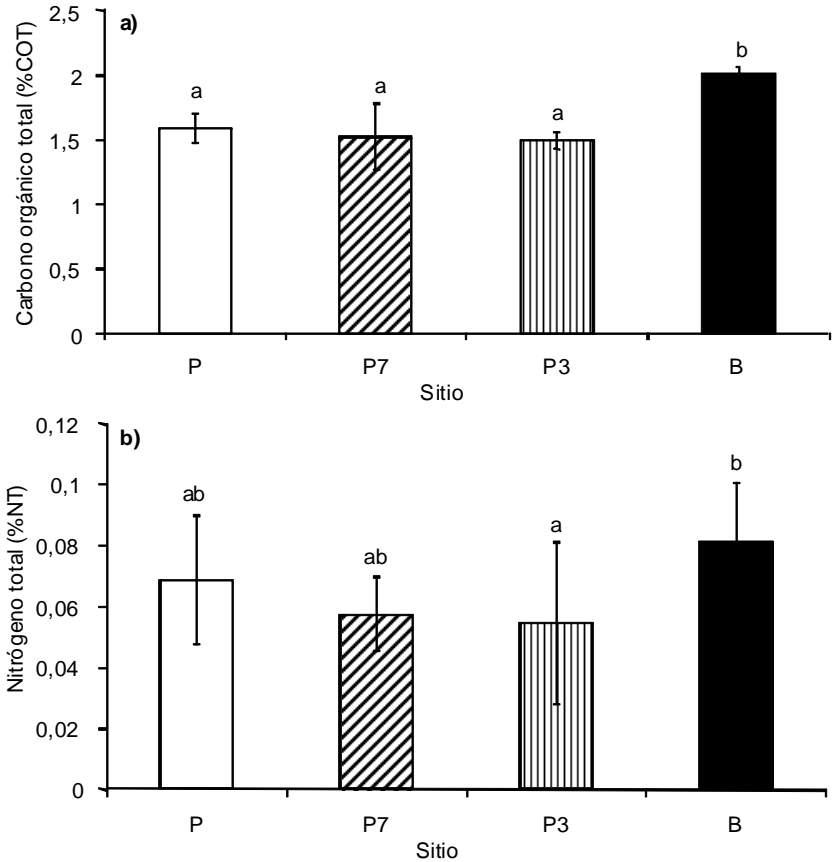 a)
Carbono orgánico total (%COT)
2,5
2
1,5
1
0,5
0
a
a
a
b
P P7 P3 B
Sitio
b)
Nitrógeno total (%NT)
0,12
0,1
0,08
0,06
0,04
0,02
0
ab
ab
a
b
P P7 P3 B
Sitio